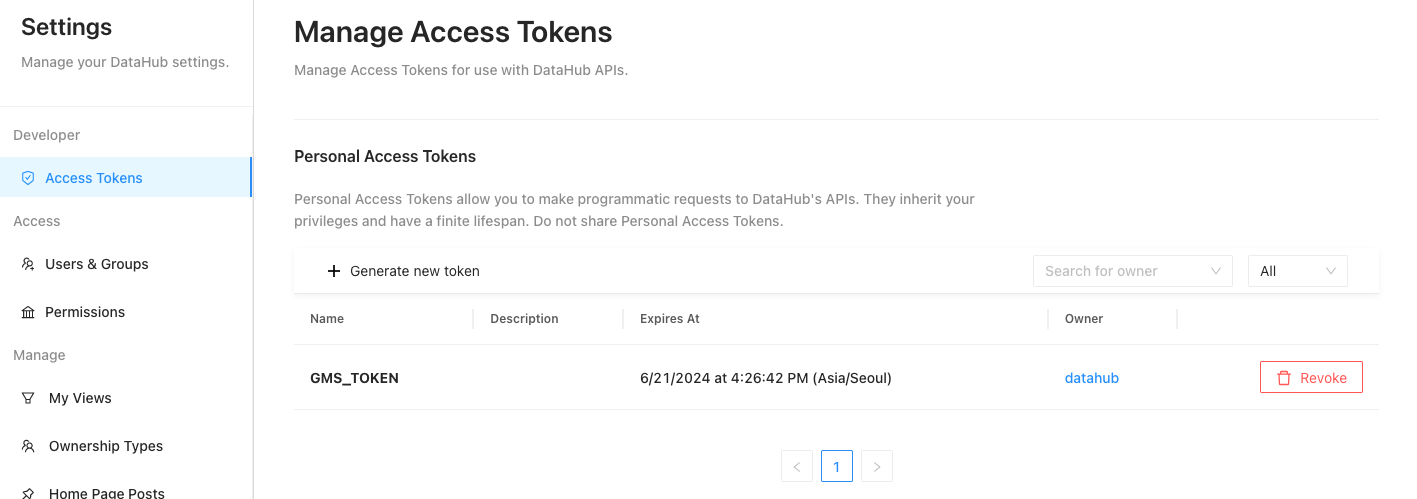 Settings
Manage your DataHub settings.
Developer
Access Tokens
Access
Users & Groups
Permissions
Manage
My Views
Ownership Types
Home Page Posts
Manage Access Tokens
Manage Access Tokens for use with DataHub APIs.
Personal Access Tokens
Personal Access Tokens allow you to make programmatic requests to DataHub's APIs. They inherit your
privileges and have a finite lifespan. Do not share Personal Access Tokens.
Generate new token
Search for owner
All
Name Description Expires At Owner
GMS_TOKEN 6/21/2024 at 4:26:42 PM (Asia/Seoul) datahub Revoke
1